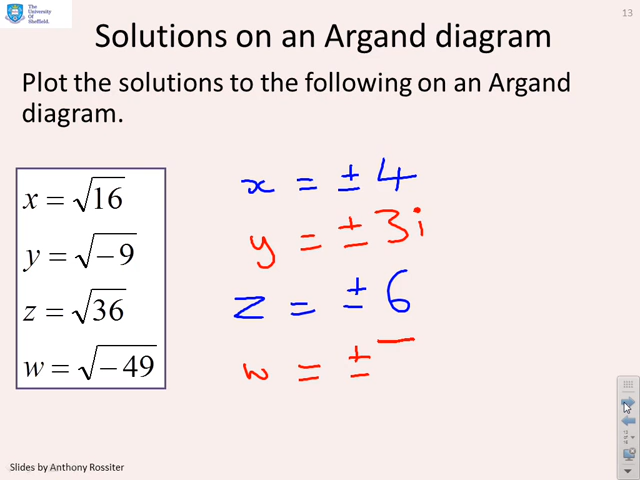 The University Of Sheffield.
13
Solutions on an Argand diagram
Plot the solutions to the following on an Argand
diagram.
x = √16
y = √−9
z = √36
w = √−49
x = ± 4
y = ± 3i
z = ± 6
w = ±
Slides by Anthony Rossiter